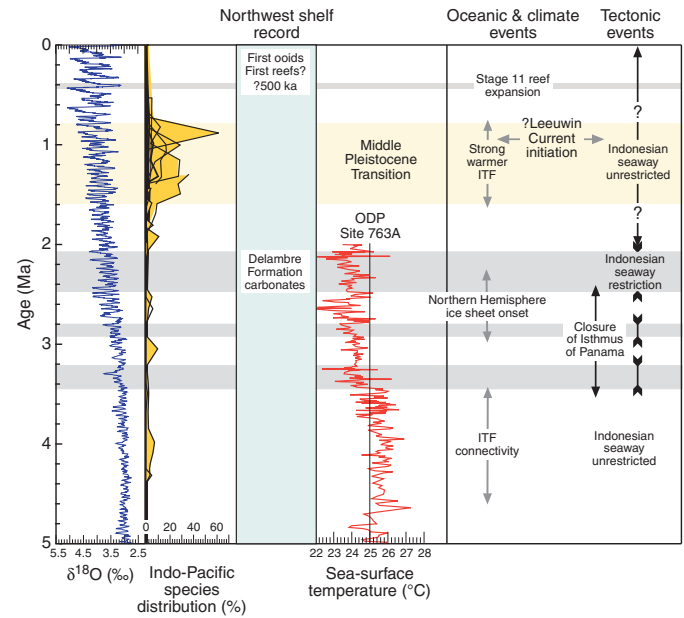 Northwest shelf
record
Oceanic & climate
events
Tectonic
events
0
1
2
3
4
5
Age (Ma)
First ooids
First reefs?
?500 ka
Stage 11 reef
expansion
?
?Leeuwin
Current
initiation
Strong
warmer
ITF
Middle
Pleistocene
Transition
Indonesian
seaway
unrestricted
?
ODP
Site 763A
Delambre
Formation
carbonates
Indonesian
seaway
restriction
Northern Hemisphere
ice sheet onset
Closure
of Isthmus
of Panama
ITF
connectivity
Indonesian
seaway
unrestricted
0 20 40 60
5.5 4.5 3.5 2.5
22 23 24 25 26 27 28
δ18O (‰)
Indo-Pacific
species
distribution (%)
Sea-surface
temperature (°C)